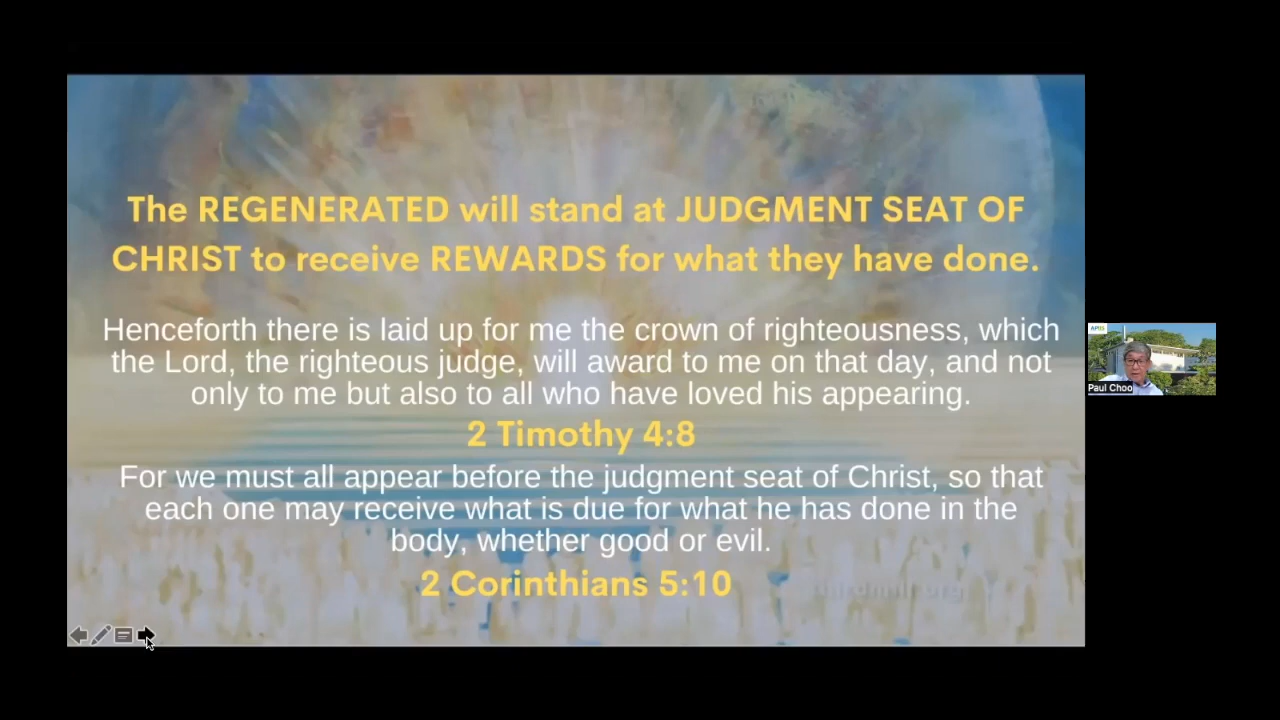 The REGENERATED will stand at JUDGMENT SEAT OF
CHRIST to receive REWARDS for what they have done.
Henceforth there is laid up for me the crown of righteousness, which
the Lord, the righteous judge, will award to me on that day, and not
only to me but also to all who have loved his appearing.
2 Timothy 4:8
For we must all appear before the judgment seat of Christ, so that
each one may receive what is due for what he has done in the
body, whether good or evil.
2 Corinthians 5:10
Paul Choo